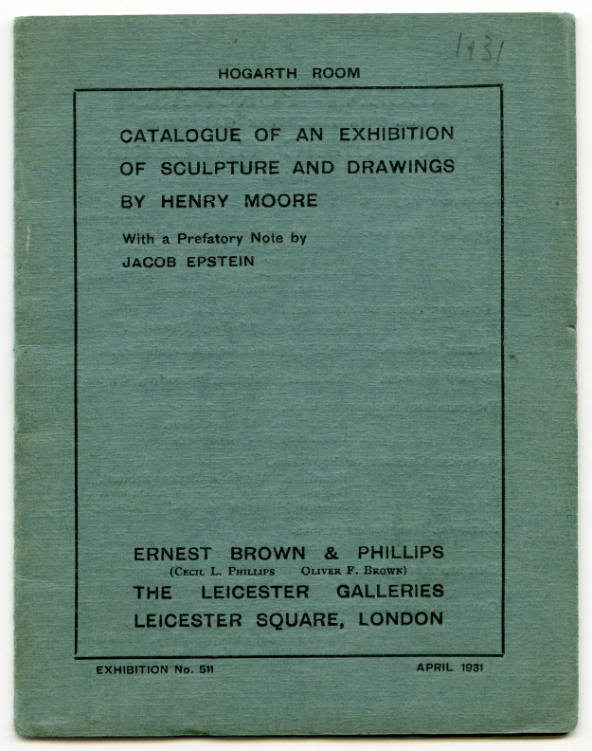 1931
HOGARTH ROOM
CATALOGUE OF AN EXHIBITION
OF SCULPTURE AND DRAWINGS
BY HENRY MOORE
With a Prefatory Note by
JACOB EPSTEIN
ERNEST BROWN & PHILLIPS
(Cecil L. Phillips Oliver F. Brown)
THE LEICESTER GALLERIES
LEICESTER SQUARE, LONDON
EXHIBITION No. 511 APRIL 1931